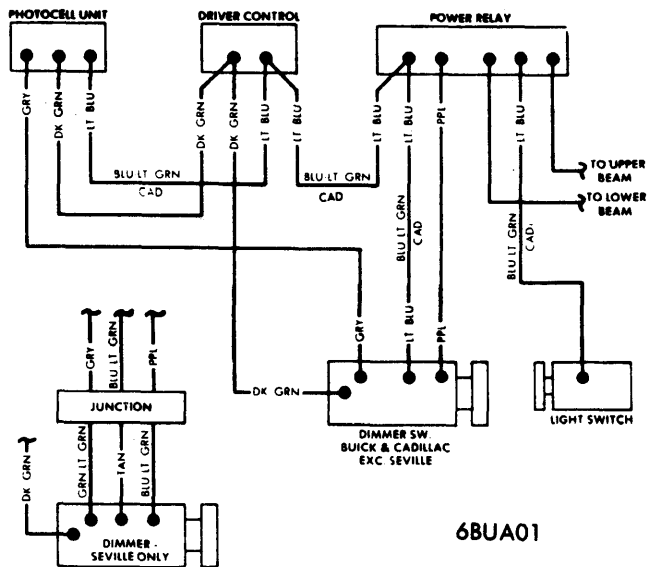 PHOTOCELL UNIT
DRIVER CONTROL
POWER RELAY
GRY
DK GRN
LT BLU
DK GRN
DK GRN
LT BLU
LT BLU
LT BLU
LT BLU
PPL
LT BLU
BLU·LT GRN
CAD
BLU·LT GRN
CAD
TO UPPER
BEAM
TO LOWER
BEAM
BLU LT GRN
CAD
BLU LT GRN
CAD
GRY
LT BLU
PPL
GRY
BLU LT GRN
PPL
DK GRN
JUNCTION
LIGHT SWITCH
DIMMER SW.
BUICK & CADILLAC
EXC. SEVILLE
DK GRN
GRN LT GRN
TAN
BLU LT GRN
DIMMER -
SEVILLE ONLY
6BUA01